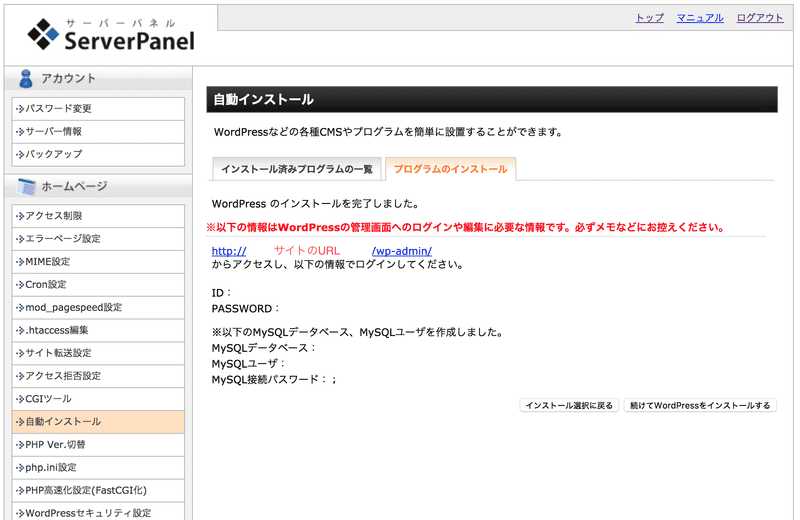 サーバーパネル
ServerPanel
トップ マニュアル ログアウト
アカウント
パスワード変更
サーバー情報
バックアップ
ホームページ
アクセス制限
エラーページ設定
MIME設定
Cron設定
mod_pagespeed設定
.htaccess編集
サイト転送設定
アクセス拒否設定
CGIツール
自動インストール
PHP Ver.切替
php.ini設定
PHP高速化設定(FastCGI化)
WordPressセキュリティ設定
自動インストール
WordPressなどの各種CMSやプログラムを簡単に設置することができます。
インストール済みプログラムの一覧 プログラムのインストール
WordPress のインストールを完了しました。
※以下の情報はWordPressの管理画面へのログインや編集に必要な情報です。必ずメモなどにお控えください。
http:// サイトのURL /wp-admin/
からアクセスし、以下の情報でログインしてください。
ID：
PASSWORD：
※以下のMySQLデータベース、MySQLユーザを作成しました。
MySQLデータベース：
MySQLユーザ：
MySQL接続パスワード： ;
インストール選択に戻る 続けてWordPressをインストールする